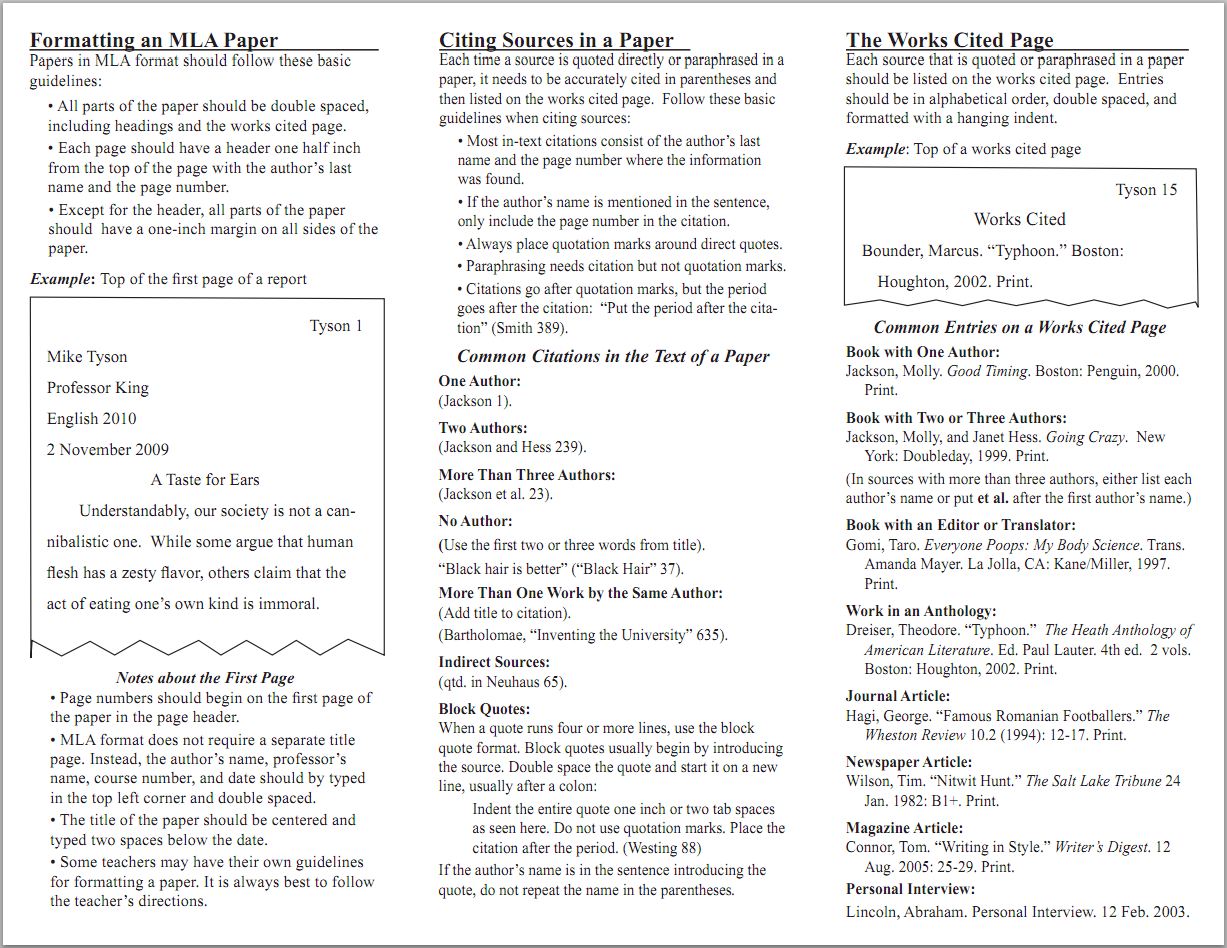 Formatting an MLA Paper
Papers in MLA format should follow these basic
guidelines:
• All parts of the paper should be double spaced,
including headings and the works cited page.
• Each page should have a header one half inch
from the top of the page with the author's last
name and the page number.
• Except for the header, all parts of the paper
should  have a one-inch margin on all sides of the
paper.
Example: Top of the first page of a report
Tyson 1
Mike Tyson
Professor King
English 2010
2 November 2009
A Taste for Ears
Understandably, our society is not a can-
nibalistic one.  While some argue that human
flesh has a zesty flavor, others claim that the
act of eating one's own kind is immoral.
Notes about the First Page
• Page numbers should begin on the first page of
the paper in the page header.
• MLA format does not require a separate title
page. Instead, the author's name, professor's
name, course number, and date should by typed
in the top left corner and double spaced.
• The title of the paper should be centered and
typed two spaces below the date.
• Some teachers may have their own guidelines
for formatting a paper. It is always best to follow
the teacher's directions.
Citing Sources in a Paper
Each time a source is quoted directly or paraphrased in a
paper, it needs to be accurately cited in parentheses and
then listed on the works cited page.  Follow these basic
guidelines when citing sources:
• Most in-text citations consist of the author's last
name and the page number where the information
was found.
• If the author's name is mentioned in the sentence,
only include the page number in the citation.
• Always place quotation marks around direct quotes.
• Paraphrasing needs citation but not quotation marks.
• Citations go after quotation marks, but the period
goes after the citation:  “Put the period after the cita-
tion” (Smith 389).
Common Citations in the Text of a Paper
One Author:
(Jackson 1).
Two Authors:
(Jackson and Hess 239).
More Than Three Authors:
(Jackson et al. 23).
No Author:
(Use the first two or three words from title).
“Black hair is better” (“Black Hair” 37).
More Than One Work by the Same Author:
(Add title to citation).
(Bartholomae, “Inventing the University” 635).
Indirect Sources:
(qtd. in Neuhaus 65).
Block Quotes:
When a quote runs four or more lines, use the block
quote format. Block quotes usually begin by introducing
the source. Double space the quote and start it on a new
line, usually after a colon:
Indent the entire quote one inch or two tab spaces
as seen here. Do not use quotation marks. Place the
citation after the period. (Westing 88)
If the author's name is in the sentence introducing the
quote, do not repeat the name in the parentheses.
The Works Cited Page
Each source that is quoted or paraphrased in a paper
should be listed on the works cited page.  Entries
should be in alphabetical order, double spaced, and
formatted with a hanging indent.
Example: Top of a works cited page
Tyson 15
Works Cited
Bounder, Marcus. “Typhoon.” Boston:
Houghton, 2002. Print.
Common Entries on a Works Cited Page
Book with One Author:
Jackson, Molly. Good Timing. Boston: Penguin, 2000.
Print.
Book with Two or Three Authors:
Jackson, Molly, and Janet Hess. Going Crazy.  New
York: Doubleday, 1999. Print.
(In sources with more than three authors, either list each
author's name or put et al. after the first author's name.)
Book with an Editor or Translator:
Gomi, Taro. Everyone Poops: My Body Science. Trans.
Amanda Mayer. La Jolla, CA: Kane/Miller, 1997.
Print.
Work in an Anthology:
Dreiser, Theodore. “Typhoon.”  The Heath Anthology of
American Literature. Ed. Paul Lauter. 4th ed.  2 vols.
Boston: Houghton, 2002. Print.
Journal Article:
Hagi, George. “Famous Romanian Footballers.” The
Wheston Review 10.2 (1994): 12-17. Print.
Newspaper Article:
Wilson, Tim. “Nitwit Hunt.” The Salt Lake Tribune 24
Jan. 1982: B1+. Print.
Magazine Article:
Connor, Tom. “Writing in Style.” Writer's Digest. 12
Aug. 2005: 25-29. Print.
Personal Interview:
Lincoln, Abraham. Personal Interview. 12 Feb. 2003.